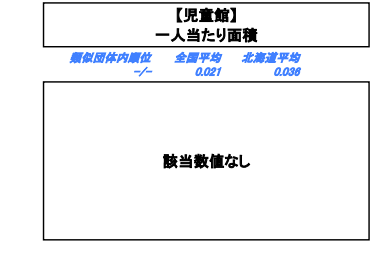 【児童館】
一人当たり面積
類似団体内順位 全国平均 北海道平均
-/- 0.021 0.036
該当数値なし